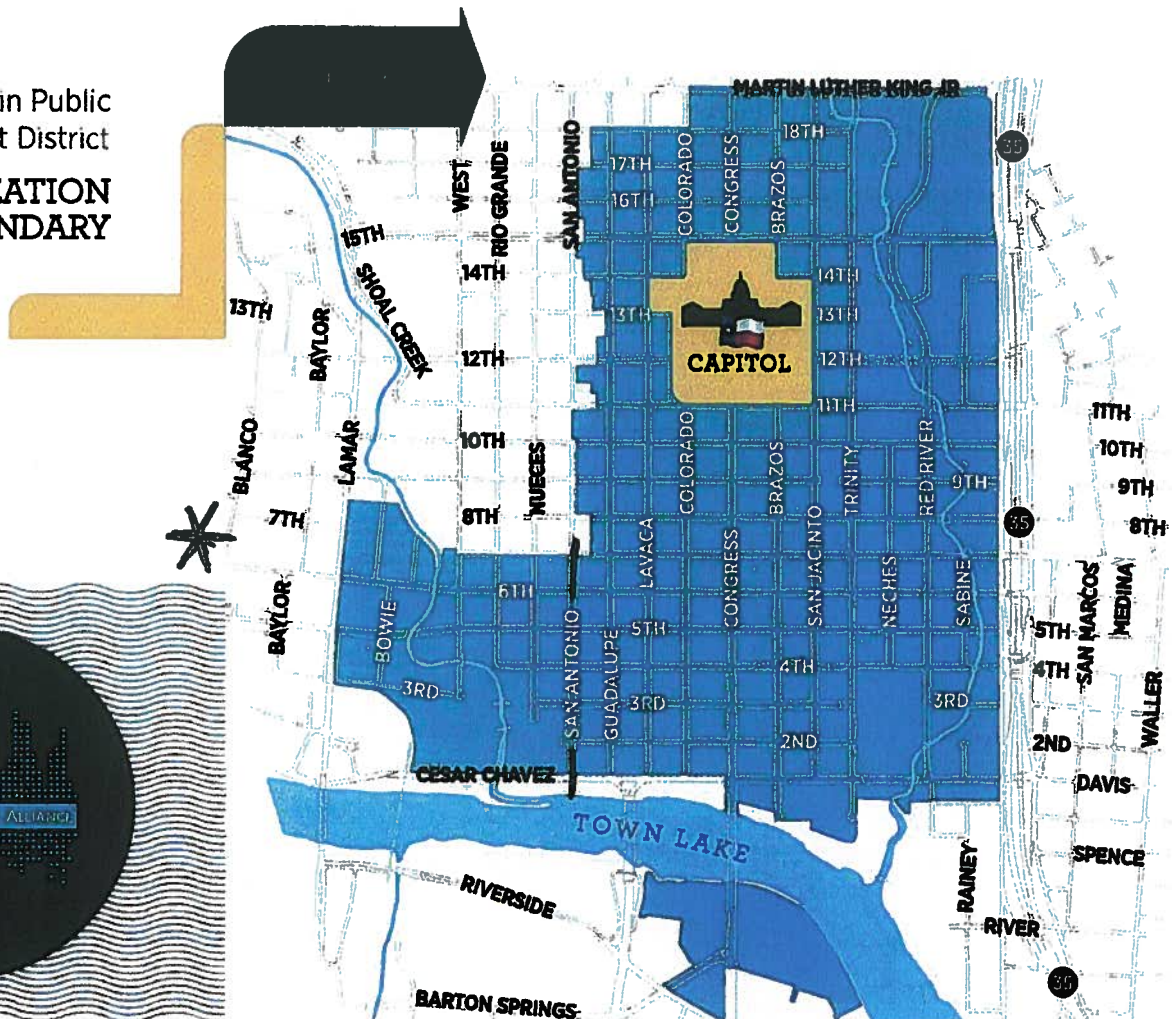 in Public
t District
ZATION
NDARY
MARTIN LUTHER KING JR
18TH
35
17TH
COLORADO
CONGRESS
BRAZOS
SAN ANTONIO
WEST
RIO GRANDE
16TH
15TH
14TH
14TH
SHOAL CREEK
13TH
BAYLOR
13TH
13TH
CAPITOL
12TH
12TH
11TH
11TH
BLANCO
LAMAR
10TH
NUECES
COLORADO
BRAZOS
TRINITY
RED RIVER
10TH
9TH
9TH
7TH
8TH
35
8TH
LAVACA
CONGRESS
SAN JACINTO
NECHES
SABINE
SAN MARCOS
MEDINA
BAYLOR
BOWIE
6TH
5TH
5TH
SAN ANTONIO
GUADALUPE
4TH
4TH
3RD
3RD
3RD
WALLER
2ND
2ND
CESAR CHAVEZ
DAVIS
ALLIANCE
TOWN LAKE
SPENCE
RIVERSIDE
RAINEY
RIVER
35
BARTON SPRINGS